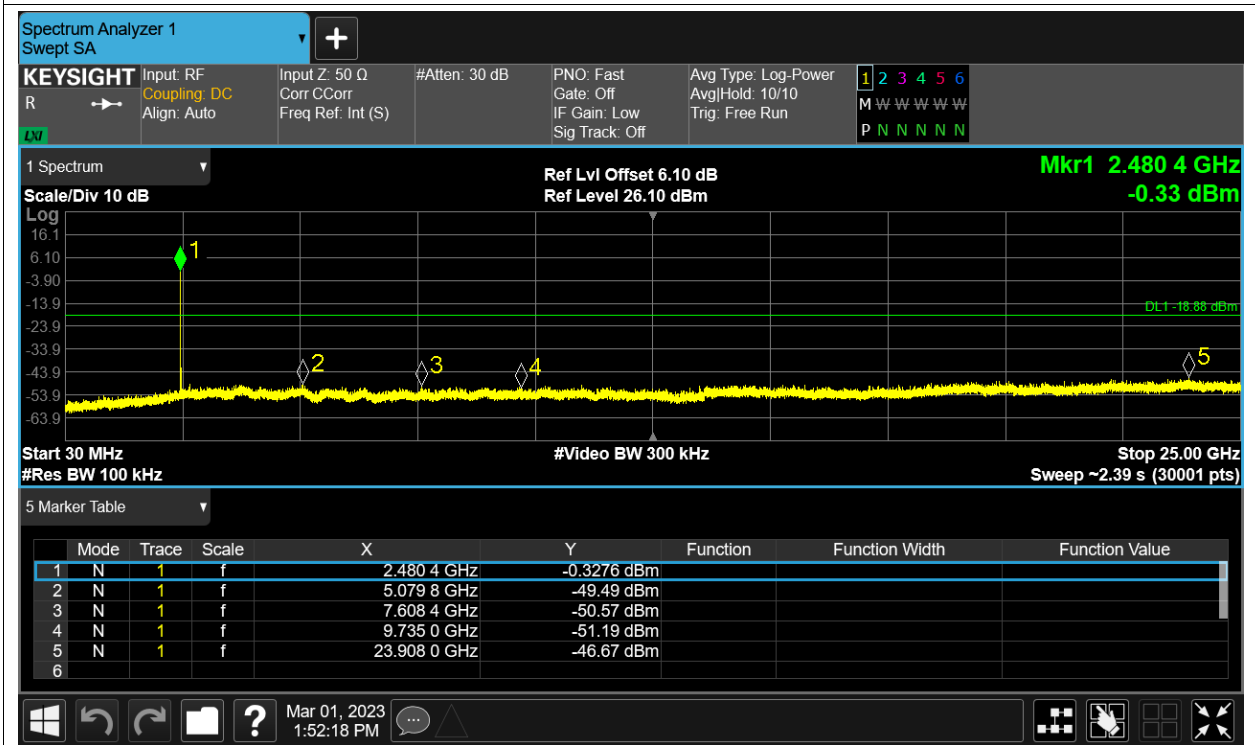 Spectrum Analyzer 1
Swept SA
KEYSIGHT Input: RF Input Z: 50 Ω #Atten: 30 dB PNO: Fast Avg Type: Log-Power 1 2 3 4 5 6
R Coupling: DC Corr CCorr Gate: Off Avg|Hold: 10/10 M W W W W W
Align: Auto Freq Ref: Int (S) IF Gain: Low Trig: Free Run
LXI Sig Track: Off P N N N N N
1 Spectrum Ref Lvl Offset 6.10 dB Mkr1 2.480 4 GHz
Scale/Div 10 dB Ref Level 26.10 dBm -0.33 dBm
Log
16.1
1
6.10
-3.90
-13.9
DL1 -18.88 dBm
-23.9
-33.9
2 3 4 5
-43.9
-53.9
-63.9
Start 30 MHz #Video BW 300 kHz Stop 25.00 GHz
#Res BW 100 kHz Sweep ~2.39 s (30001 pts)
5 Marker Table
Mode Trace Scale X Y Function Function Width Function Value
1 N 1 f 2.480 4 GHz -0.3276 dBm
2 N 1 f 5.079 8 GHz -49.49 dBm
3 N 1 f 7.608 4 GHz -50.57 dBm
4 N 1 f 9.735 0 GHz -51.19 dBm
5 N 1 f 23.908 0 GHz -46.67 dBm
6
? Mar 01, 2023
1:52:18 PM